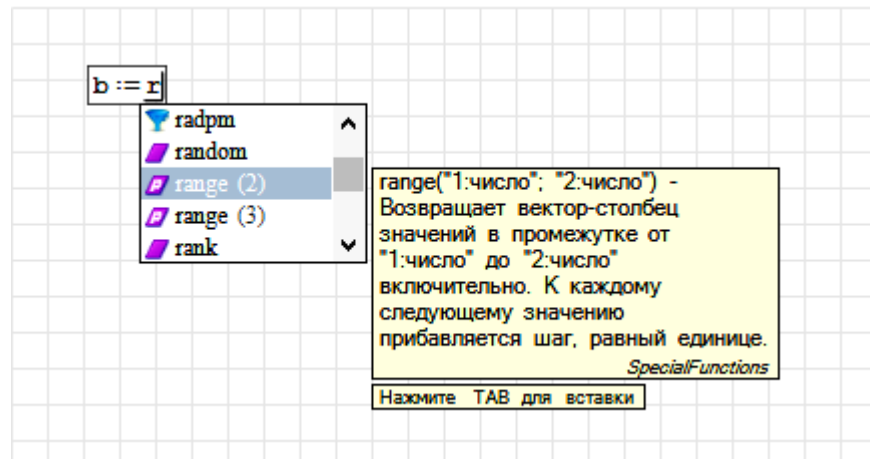 b := r
radpm
random
range (2)
range (3)
rank
range("1:число"; "2:число") -
Возвращает вектор-столбец
значений в промежутке от
"1:число" до "2:число"
включительно. К каждому
следующему значению
прибавляется шаг, равный единице.
SpecialFunctions
Нажмите TAB для вставки